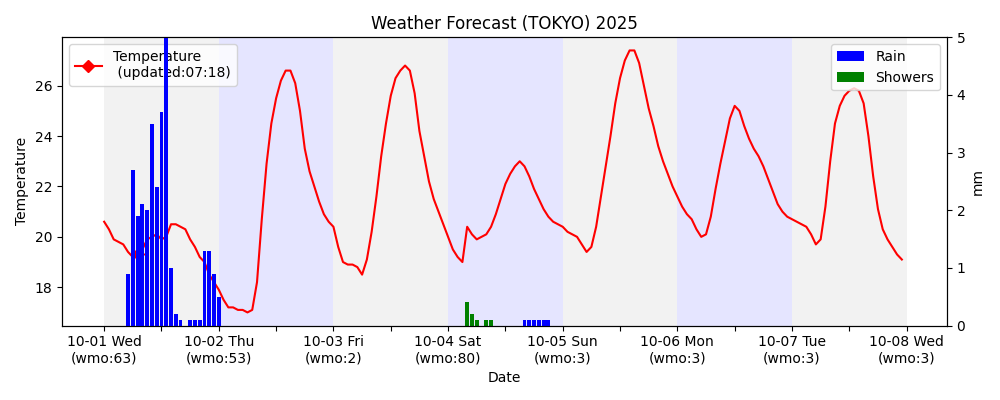 Weather Forecast (TOKYO) 2025
Temperature
(updated:07:18)
Rain
Showers
Temperature
26
24
22
20
18
5
4
3
2
1
0
mm
10-01 Wed
(wmo:63)
10-02 Thu
(wmo:53)
10-03 Fri
(wmo:2)
10-04 Sat
(wmo:80)
10-05 Sun
(wmo:3)
10-06 Mon
(wmo:3)
10-07 Tue
(wmo:3)
10-08 Wed
(wmo:3)
Date